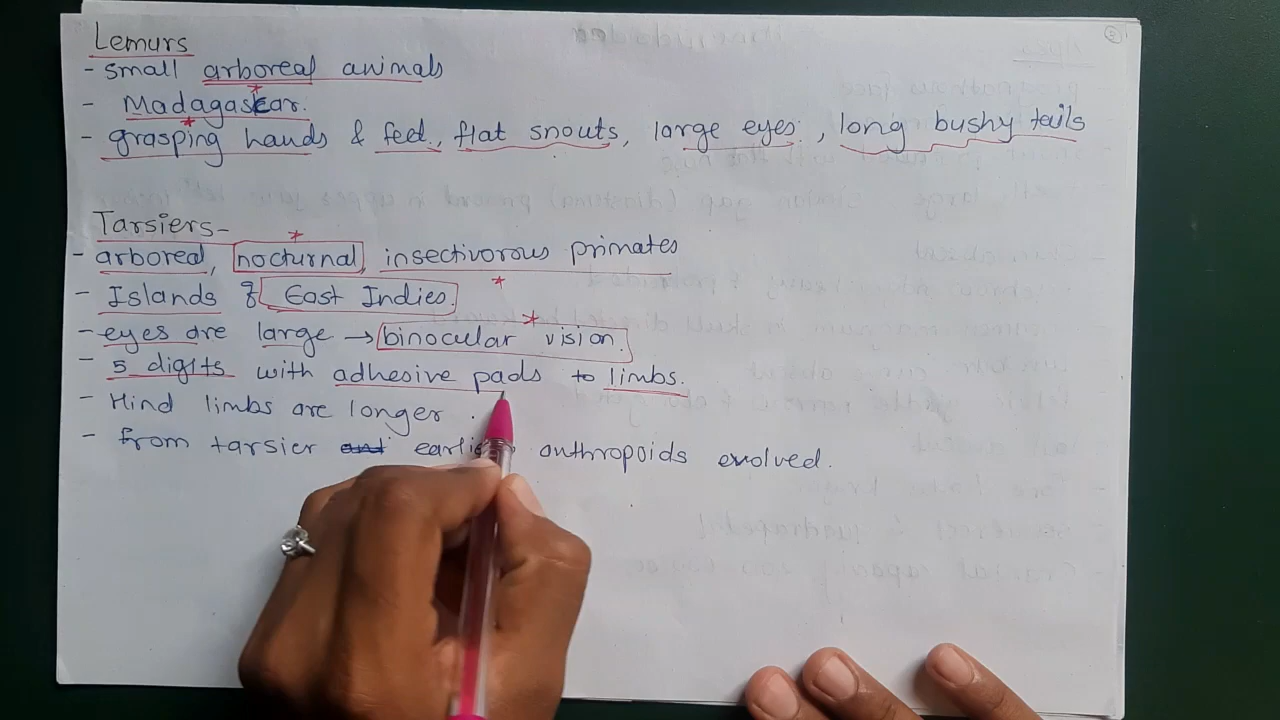 Lemurs
- small arboreal animals
- Madagascar.
- grasping hands & feet, flat snouts, large eyes, long bushy tails
Tarsiers-
- arboreal, nocturnal, insectivorous primates
- Islands of East Indies.
- eyes are large → binocular vision.
- 5 digits with adhesive pads to limbs.
- Hind limbs are longer.
- from tarsier anthropoids evolved.